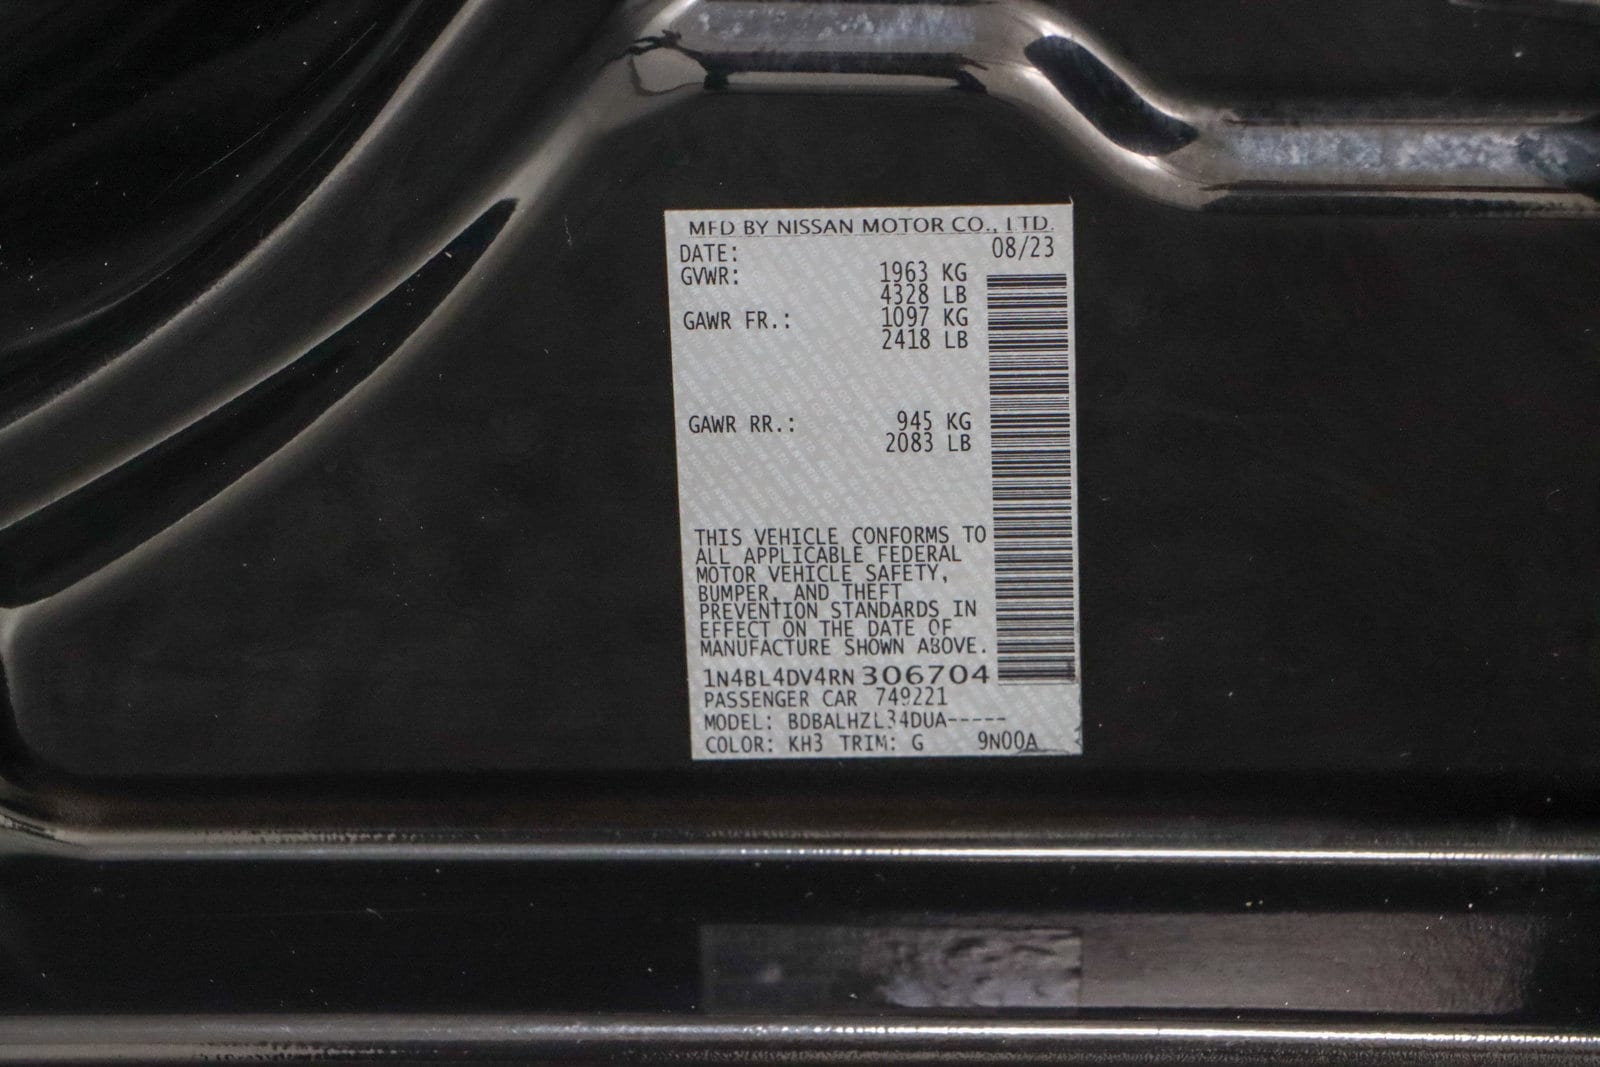 MFD BY NISSAN MOTOR CO., LTD.
DATE: 08/23
GVWR: 1963 KG
4328 LB
GAWR FR.: 1097 KG
2418 LB
GAWR RR.: 945 KG
2083 LB
THIS VEHICLE CONFORMS TO
ALL APPLICABLE FEDERAL
MOTOR VEHICLE SAFETY,
BUMPER, AND THEFT
PREVENTION STANDARDS IN
EFFECT ON THE DATE OF
MANUFACTURE SHOWN ABOVE.
1N4BL4DV4RN306704
PASSENGER CAR 749221
MODEL: BDBALHZL34DUA-----
COLOR: KH3 TRIM: G 9N00A